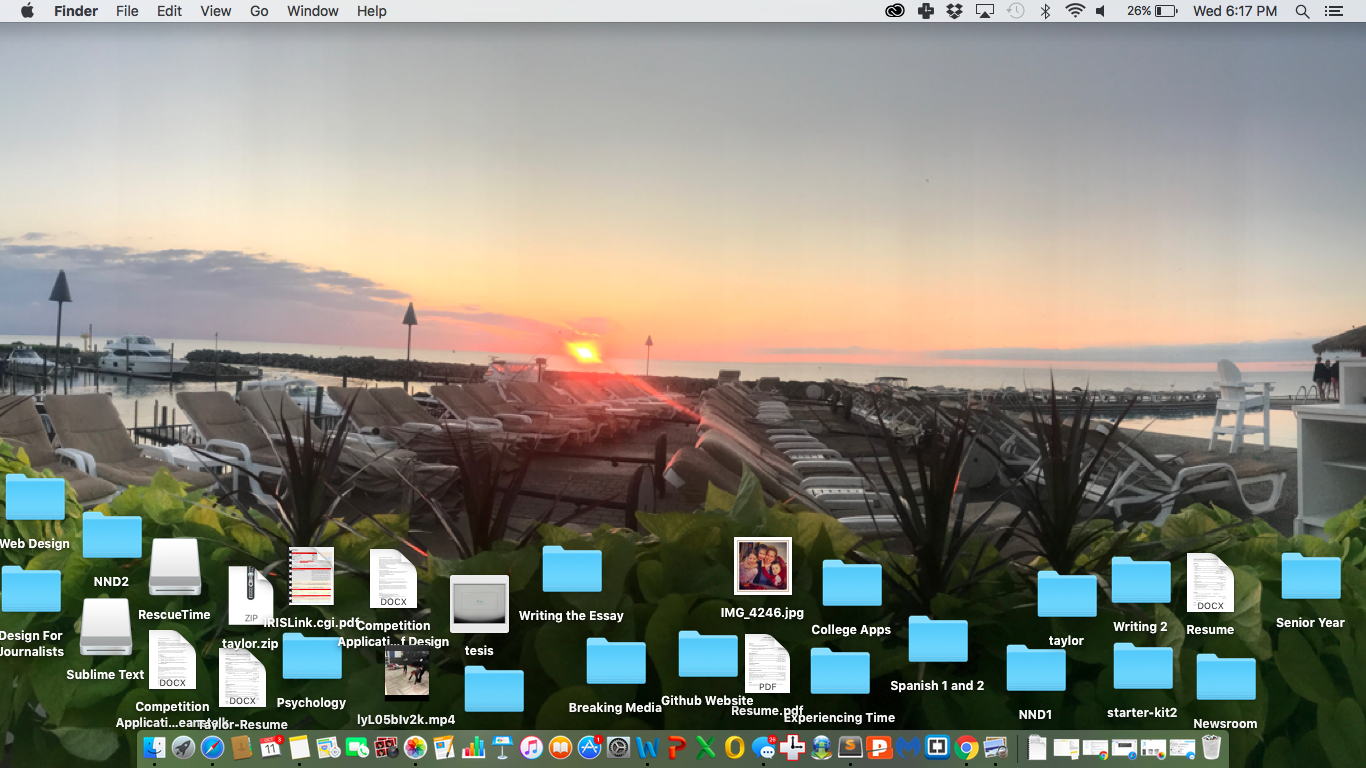 Finder File Edit View Go Window Help 26% Wed 6:17 PM
Web Design
NND2
RescueTime
ZIP
taylor.zip
IRISLink.cgi.pdf
DOCX
Competition
Applicati...f Design
tesis
Writing the Essay
IMG_4246.jpg
College Apps
taylor
Writing 2
DOCX
Resume
Senior Year
Design For
Journalists
Sublime Text
DOCX
Competition
DOCX
Taylor-Resume
Psychology
lyL05bIv2k.mp4
Breaking Media
Github Website
PDF
Resume.pdf
Experiencing Time
Spanish 1 and 2
NND1
starter-kit2
Newsroom
11